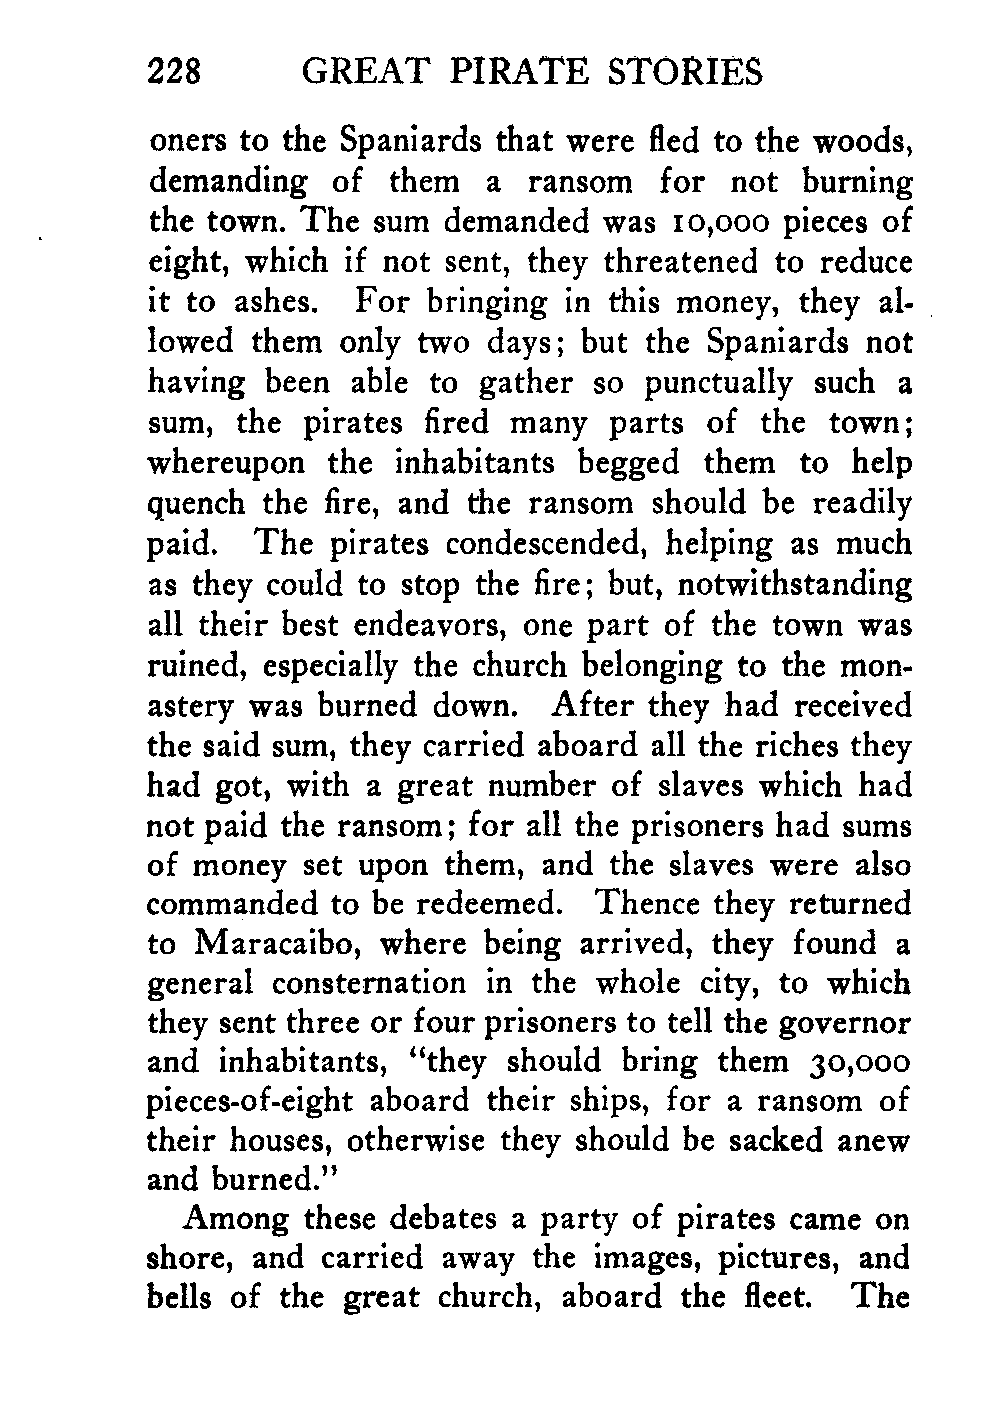 228 GREAT PIRATE STORIES
oners to the Spaniards that were fled to the woods,
demanding of them a ransom for not burning
the town. The sum demanded was 10,000 pieces of
eight, which if not sent, they threatened to reduce
it to ashes. For bringing in this money, they al-
lowed them only two days; but the Spaniards not
having been able to gather so punctually such a
sum, the pirates fired many parts of the town;
whereupon the inhabitants begged them to help
quench the fire, and the ransom should be readily
paid. The pirates condescended, helping as much
as they could to stop the fire; but, notwithstanding
all their best endeavors, one part of the town was
ruined, especially the church belonging to the mon-
astery was burned down. After they had received
the said sum, they carried aboard all the riches they
had got, with a great number of slaves which had
not paid the ransom; for all the prisoners had sums
of money set upon them, and the slaves were also
commanded to be redeemed. Thence they returned
to Maracaibo, where being arrived, they found a
general consternation in the whole city, to which
they sent three or four prisoners to tell the governor
and inhabitants, "they should bring them 30,000
pieces-of-eight aboard their ships, for a ransom of
their houses, otherwise they should be sacked anew
and burned."
Among these debates a party of pirates came on
shore, and carried away the images, pictures, and
bells of the great church, aboard the fleet. The